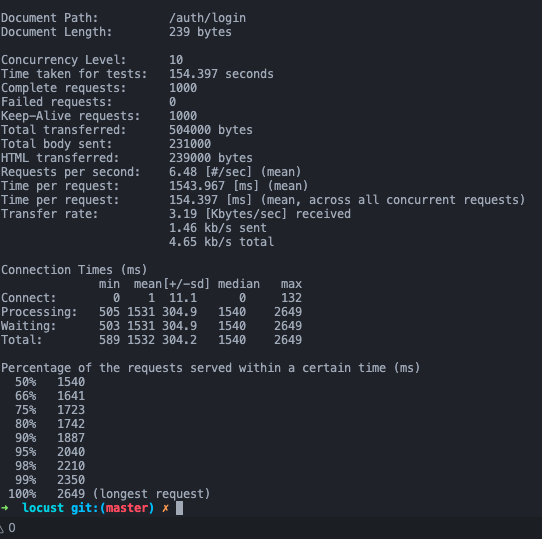 Document Path:          /auth/login
Document Length:        239 bytes

Concurrency Level:      10
Time taken for tests:   154.397 seconds
Complete requests:      1000
Failed requests:        0
Keep-Alive requests:    1000
Total transferred:      504000 bytes
Total body sent:        231000
HTML transferred:       239000 bytes
Requests per second:    6.48 [#/sec] (mean)
Time per request:       1543.967 [ms] (mean)
Time per request:       154.397 [ms] (mean, across all concurrent requests)
Transfer rate:          3.19 [Kbytes/sec] received
                        1.46 kb/s sent
                        4.65 kb/s total

Connection Times (ms)
              min  mean[+/-sd] median   max
Connect:        0    1  11.1      0     132
Processing:   505 1531 304.9   1540    2649
Waiting:      503 1531 304.9   1540    2649
Total:        589 1532 304.2   1540    2649

Percentage of the requests served within a certain time (ms)
  50%   1540
  66%   1641
  75%   1723
  80%   1742
  90%   1887
  95%   2040
  98%   2210
  99%   2350
 100%   2649 (longest request)
➜  locust git:(master) ✗
0